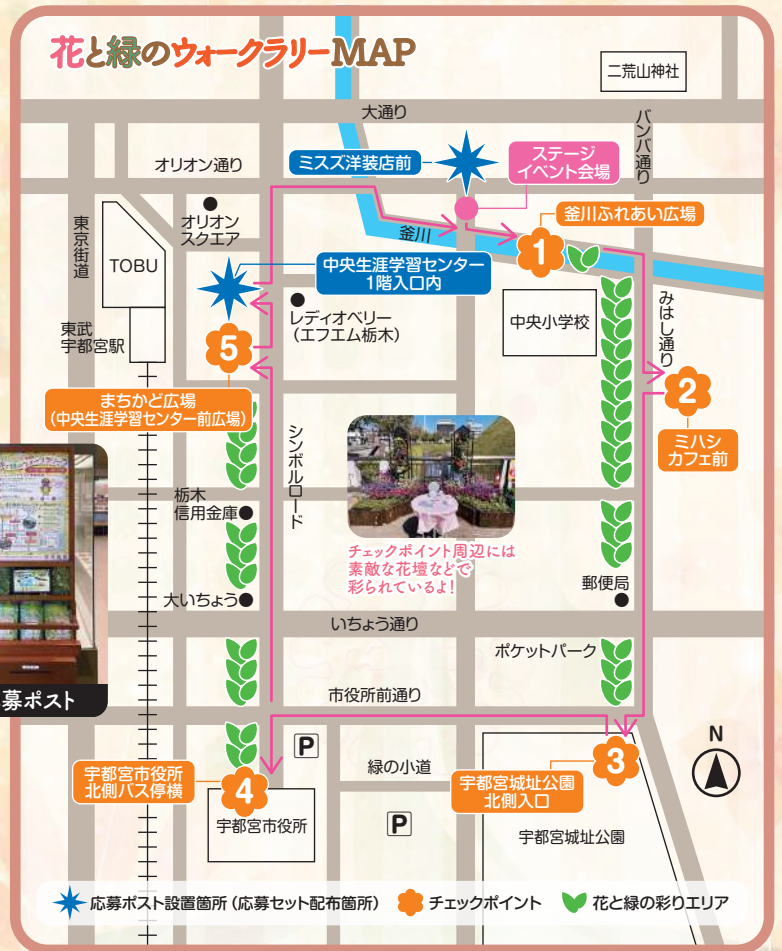 花と緑のウォークラリーMAP
二荒山神社
大通り
バンバ通り
オリオン通り
ミスズ洋装店前
ステージ
イベント会場
東京街道
オリオン
スクエア
釜川
1
釜川ふれあい広場
TOBU
中央生涯学習センター
1階入口内
レディオベリー
(エフエム栃木)
中央小学校
みはし通り
東武
宇都宮駅
5
2
まちかど広場
(中央生涯学習センター前広場)
ミハシ
カフェ前
シンボルロード
栃木
信用金庫
チェックポイント周辺には
素敵な花壇などで
彩られているよ!
大いちょう
郵便局
いちょう通り
ポケットパーク
募ポスト
市役所前通り
P
N
緑の小道
3
宇都宮市役所
北側バス停横
4
宇都宮城址公園
北側入口
P
宇都宮市役所
宇都宮城址公園
応募ポスト設置箇所(応募セット配布箇所)
チェックポイント
花と緑の彩りエリア